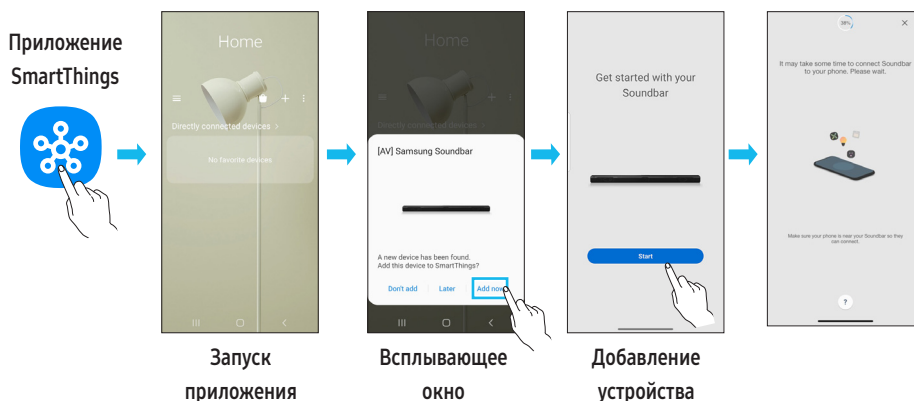 Приложение
SmartThings
Home
Directly connected devices >
No favorite devices
Home
Directly connected devices >
[AV] Samsung Soundbar
A new device has been found.
Add this device to SmartThings?
Don't add
Later
Add now
Get started with your
Soundbar
Start
39%
It may take some time to connect Soundbar
to your phone. Please wait.
Make sure your phone is near your Soundbar so they
can connect.
?
Запуск
приложения
Всплывающее
окно
Добавление
устройства